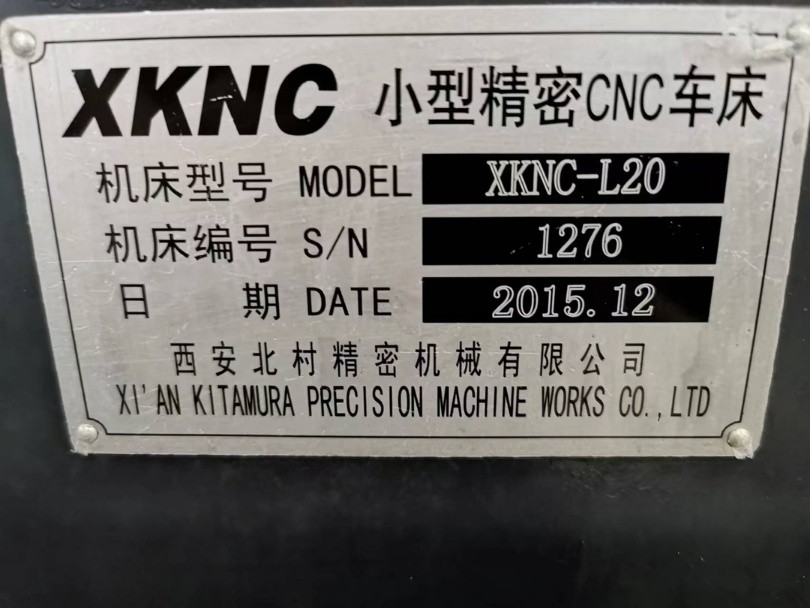 XKNC 小型精密CNC车床
机床型号 MODEL XKNC-L20
机床编号 S/N 1276
日 期 DATE 2015.12
西安北村精密机械有限公司
XI'AN KITAMURA PRECISION MACHINE WORKS CO.,LTD